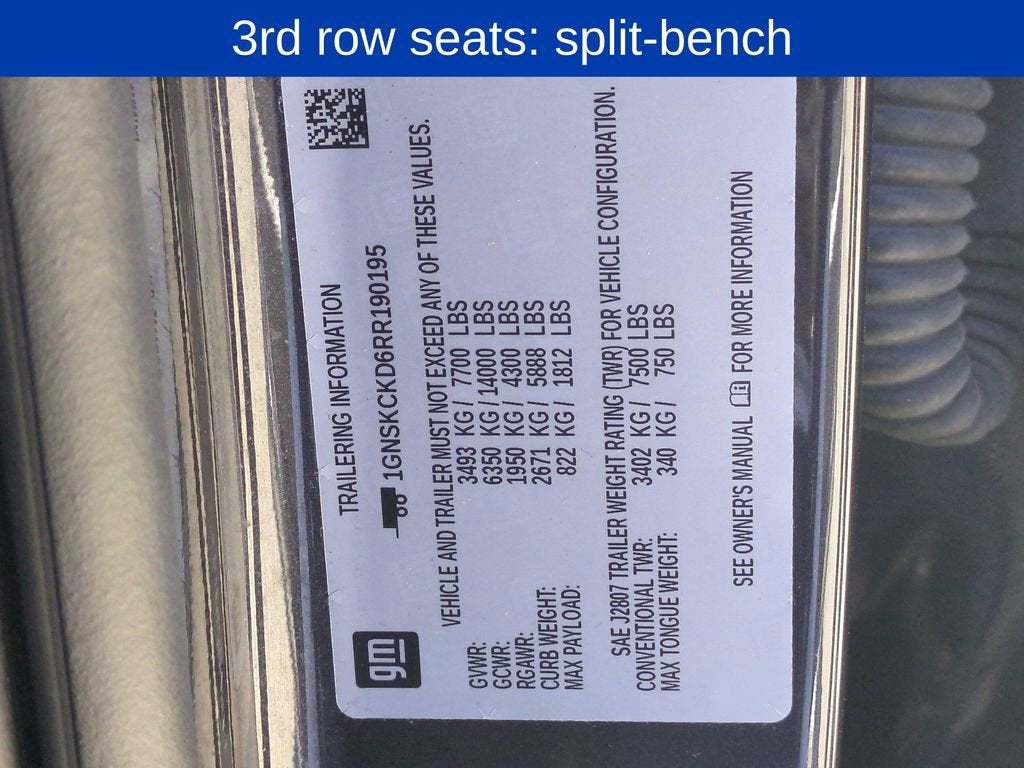 3rd row seats: split-bench
gm
TRAILERING INFORMATION
1GNSKCKD6RR190195
VEHICLE AND TRAILER MUST NOT EXCEED ANY OF THESE VALUES.
GVWR: 3493 KG / 7700 LBS
GCWR: 6350 KG / 14000 LBS
RGAWR: 1950 KG / 4300 LBS
CURB WEIGHT: 2671 KG / 5888 LBS
MAX PAYLOAD: 822 KG / 1812 LBS
SAE J2807 TRAILER WEIGHT RATING (TWR) FOR VEHICLE CONFIGURATION.
CONVENTIONAL TWR: 3402 KG / 7500 LBS
MAX TONGUE WEIGHT: 340 KG / 750 LBS
SEE OWNER'S MANUAL FOR MORE INFORMATION